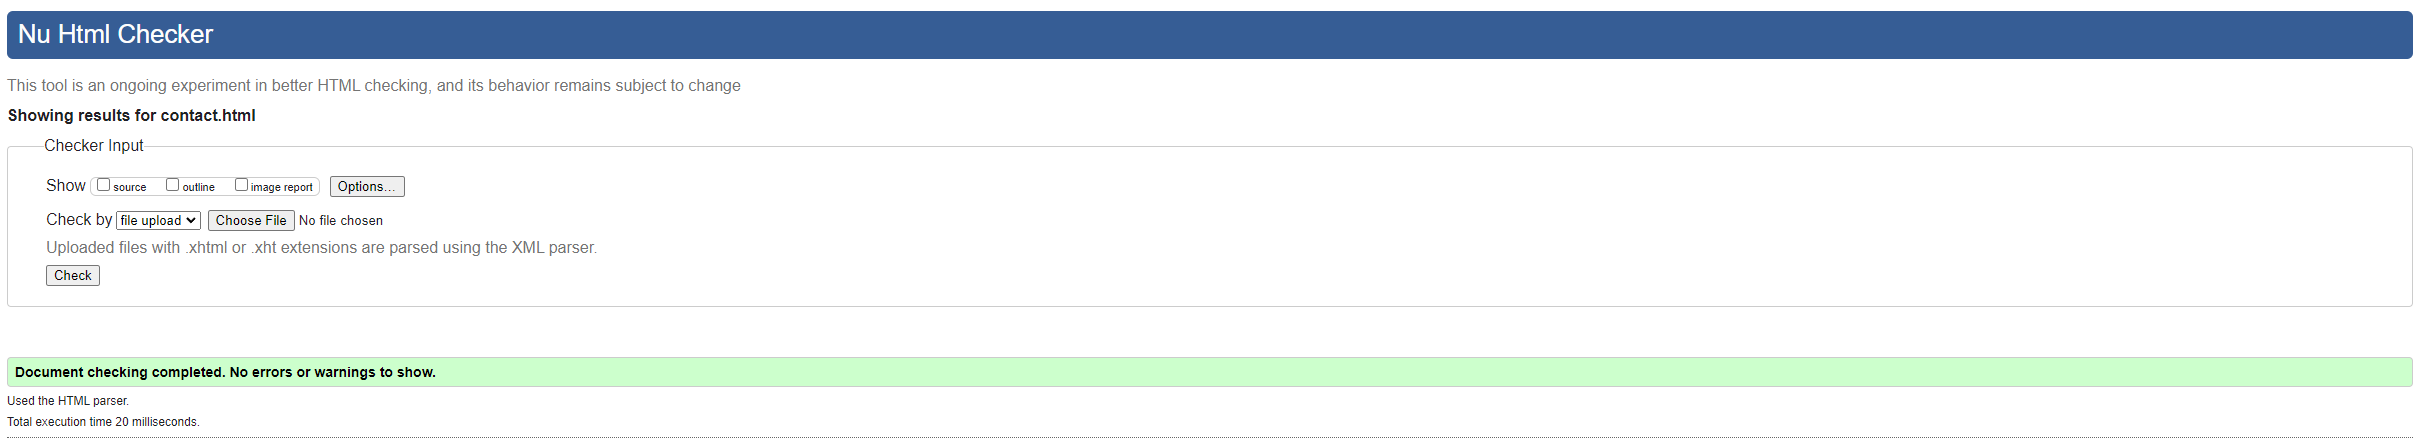 Nu Html Checker
This tool is an ongoing experiment in better HTML checking, and its behavior remains subject to change
Showing results for contact.html
Checker Input
Show source outline image report Options...
Check by file upload Choose File No file chosen
Uploaded files with .xhtml or .xht extensions are parsed using the XML parser.
Check
Document checking completed. No errors or warnings to show.
Used the HTML parser.
Total execution time 20 milliseconds.